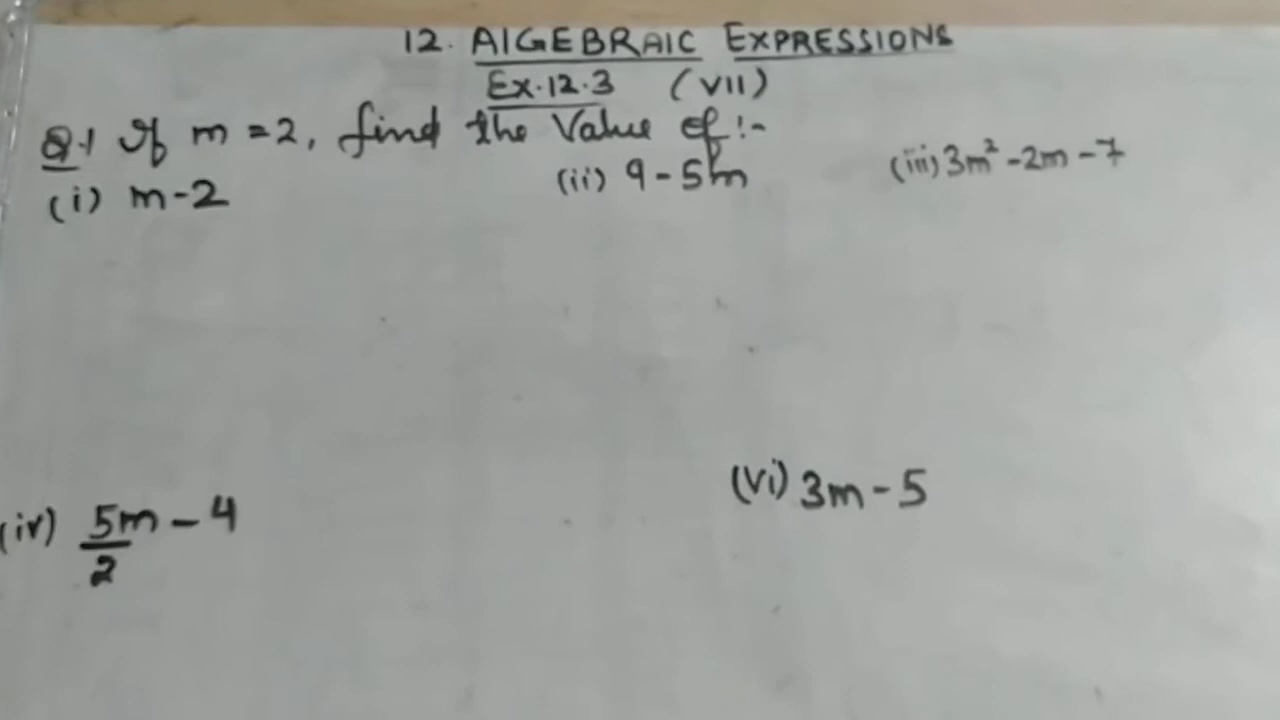 12. AlGEBRAIC EXPRESSIONS
Ex.12.3 (VII)
Q.1 If m = 2, find the Value of :-
(i) m-2 (ii) 9-5m (iii) 3m² -2m -7
(iv) 5m/2 - 4 (vi) 3m - 5